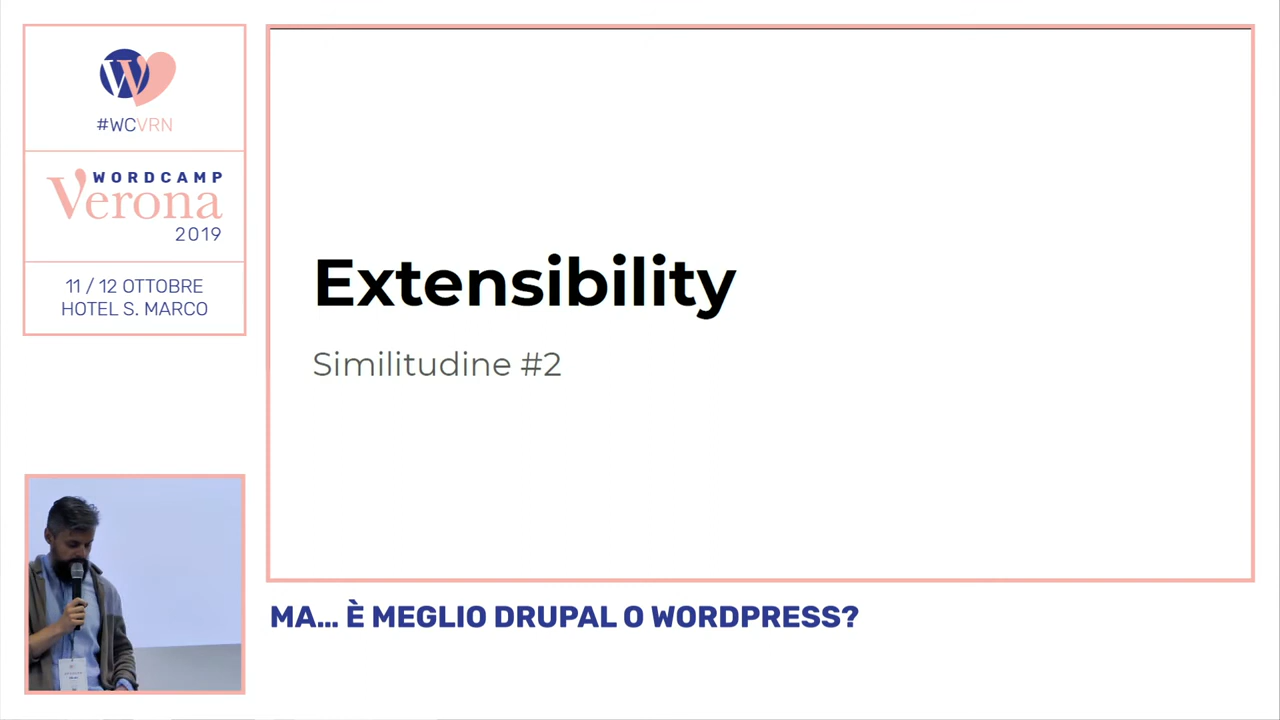 #WCVRN
WORDCAMP
Verona
2019
11 / 12 OTTOBRE
HOTEL S. MARCO
Extensibility
Similitudine #2
MA... È MEGLIO DRUPAL O WORDPRESS?